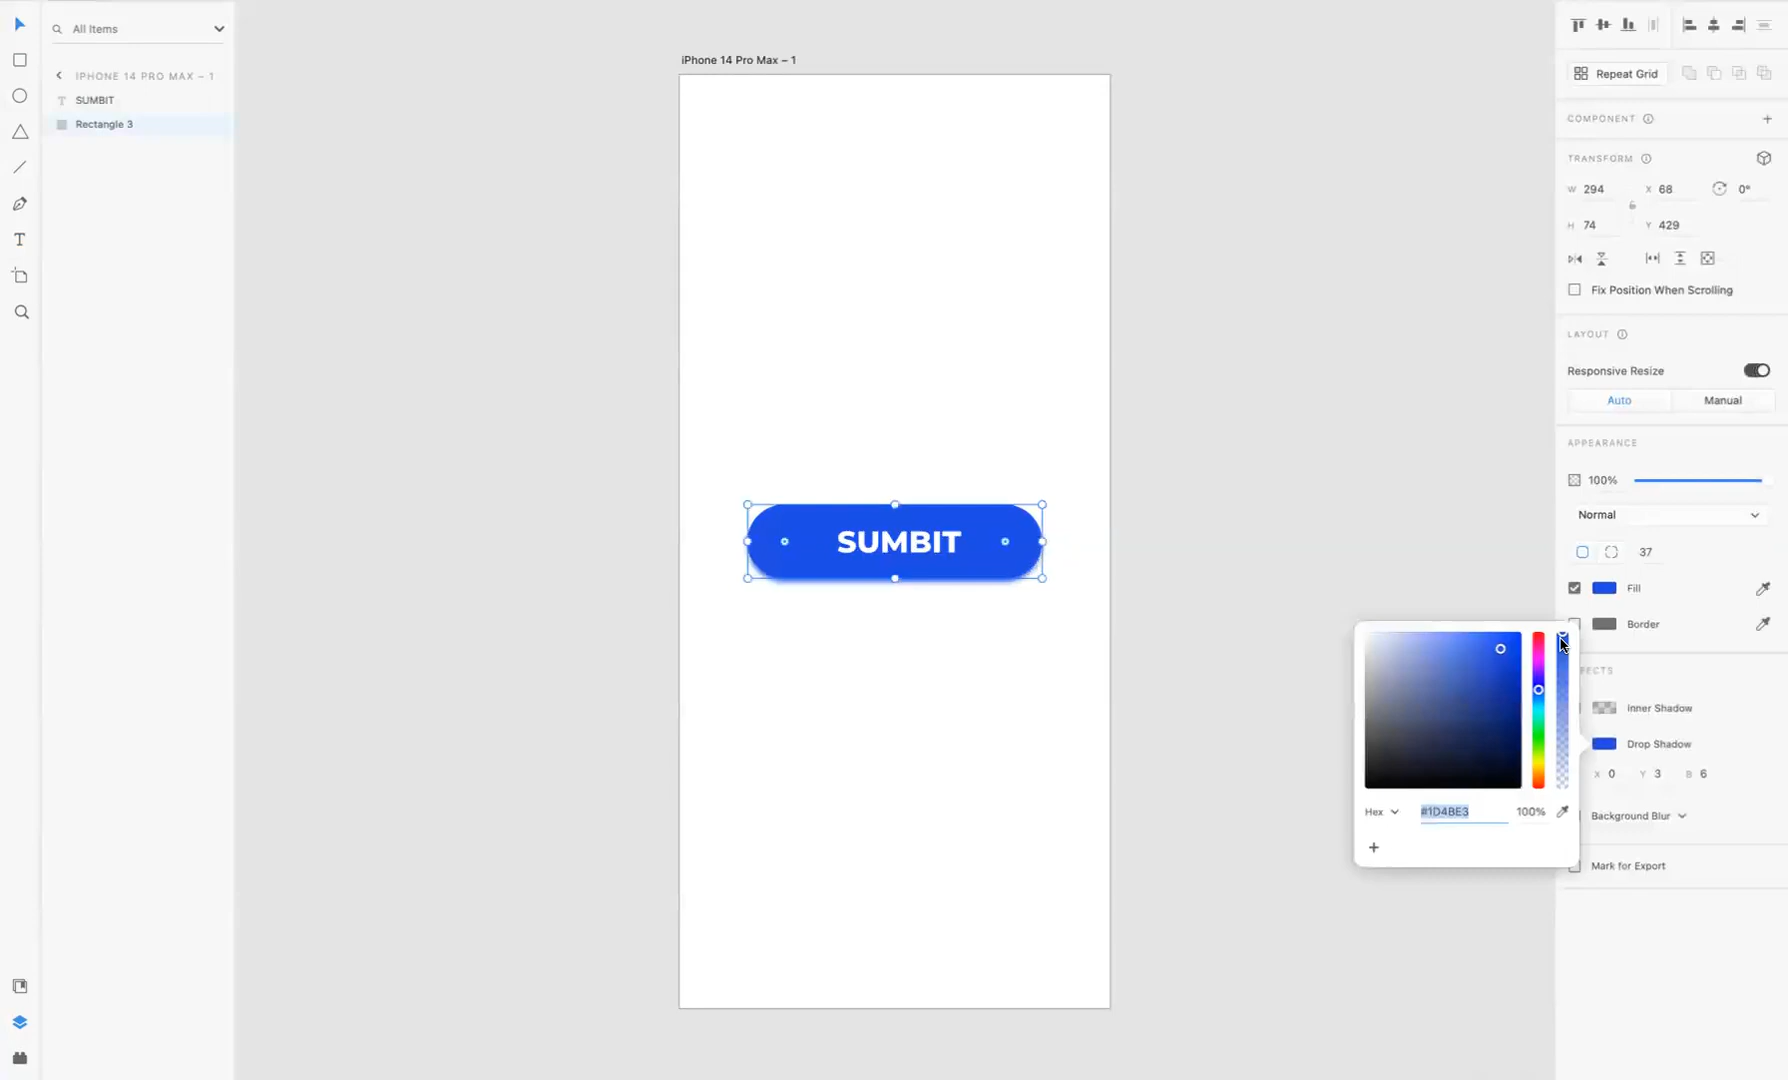 All Items
IPHONE 14 PRO MAX – 1
SUMBIT
Rectangle 3
iPhone 14 Pro Max – 1
SUMBIT
Repeat Grid
COMPONENT
TRANSFORM
W 294 X 68 0°
H 74 Y 429
Fix Position When Scrolling
LAYOUT
Responsive Resize
Auto Manual
APPEARANCE
100%
Normal
37
Fill
Border
FECTS
Inner Shadow
Drop Shadow
X 0 Y 3 B 6
Background Blur
Mark for Export
Hex #1D4BE3 100%